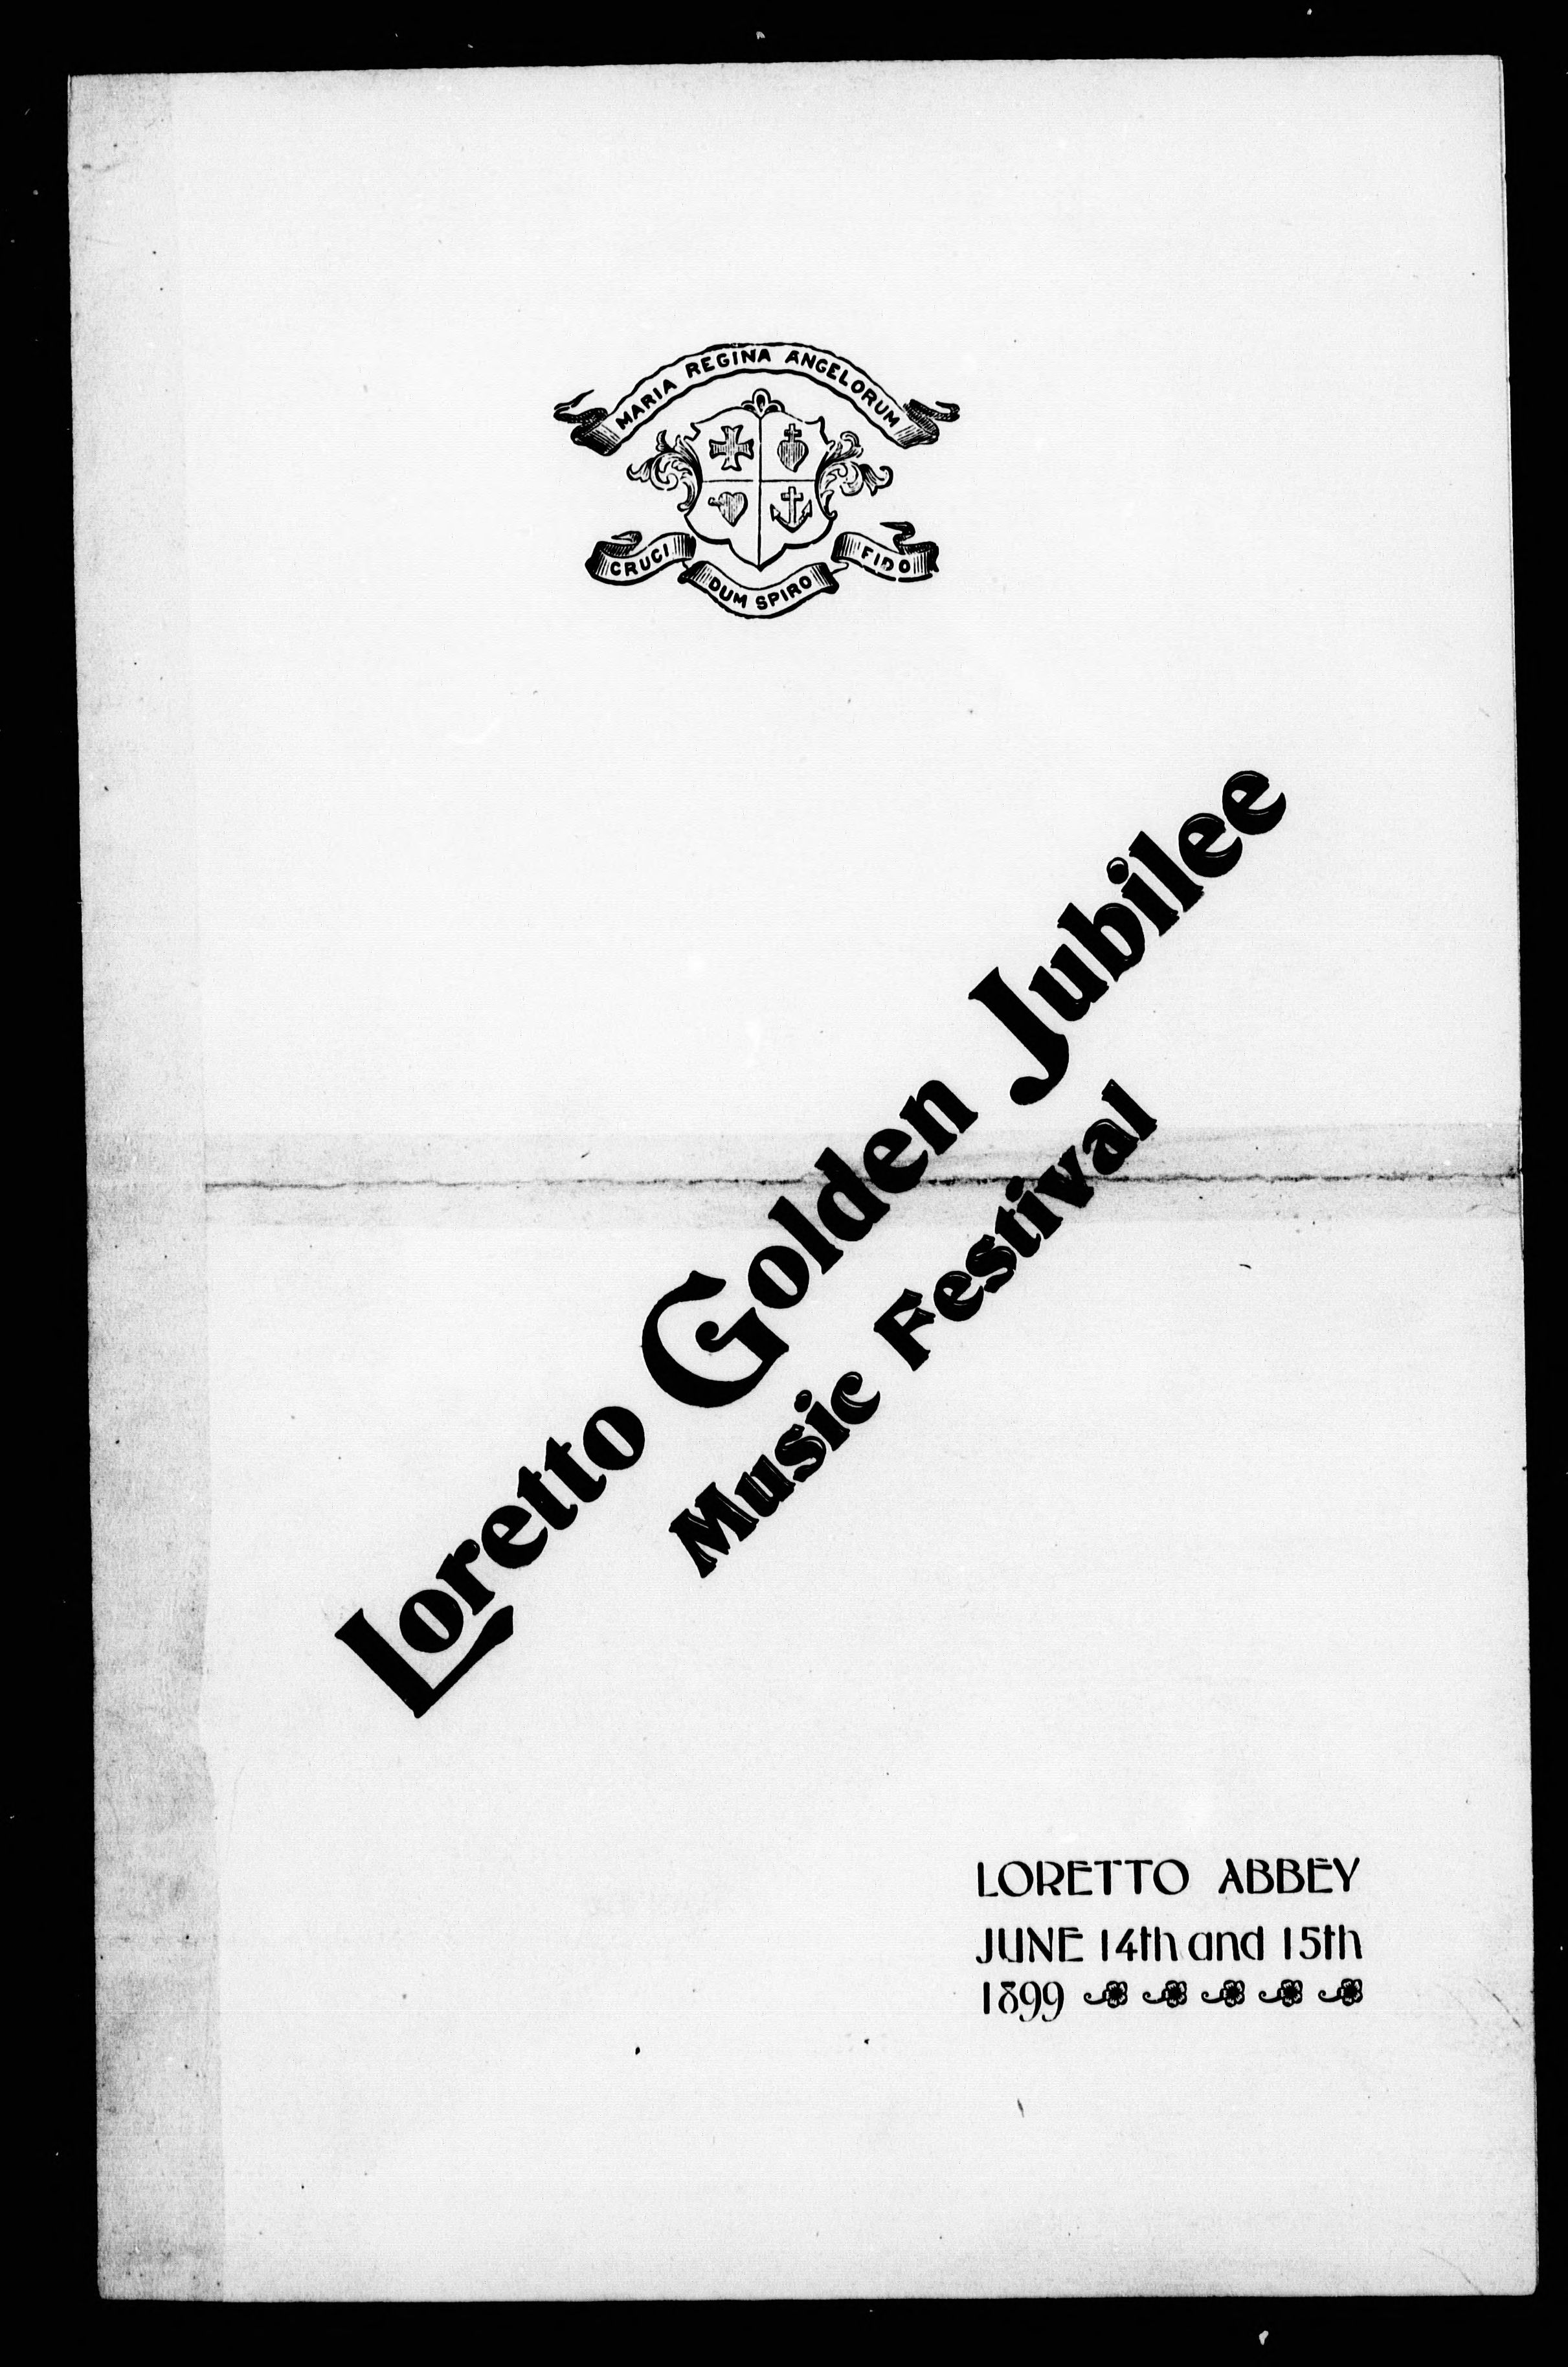 MARIA REGINA ANGELORUM
CRUCI DUM SPIRO FIDO
Loretto Golden Jubilee
Music Festival
LORETTO ABBEY
JUNE 14th and 15th
1899